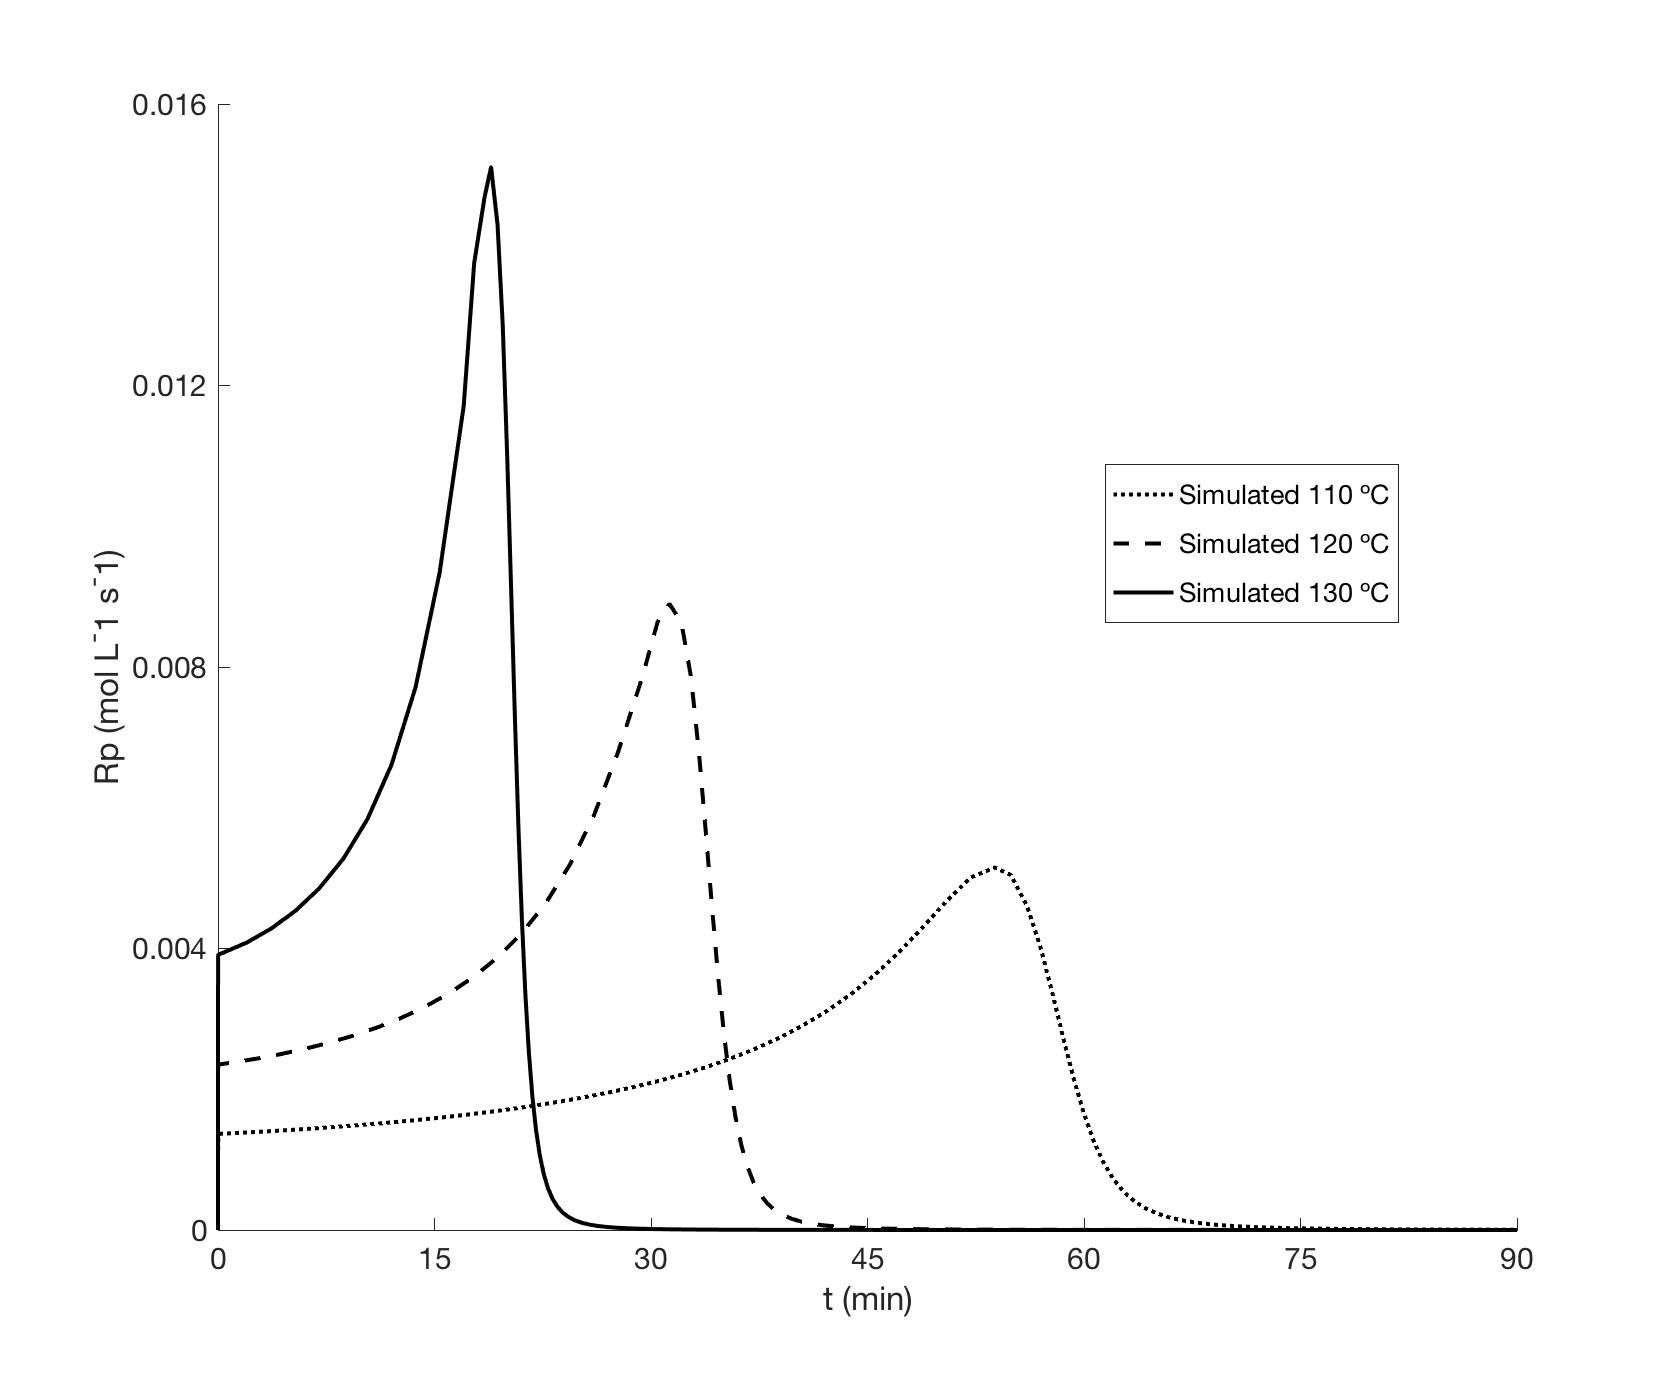 0.016
0.012
0.008
0.004
0
Rp (mol L¯1 s¯1)
Simulated 110 ºC
Simulated 120 ºC
Simulated 130 ºC
0 15 30 45 60 75 90
t (min)